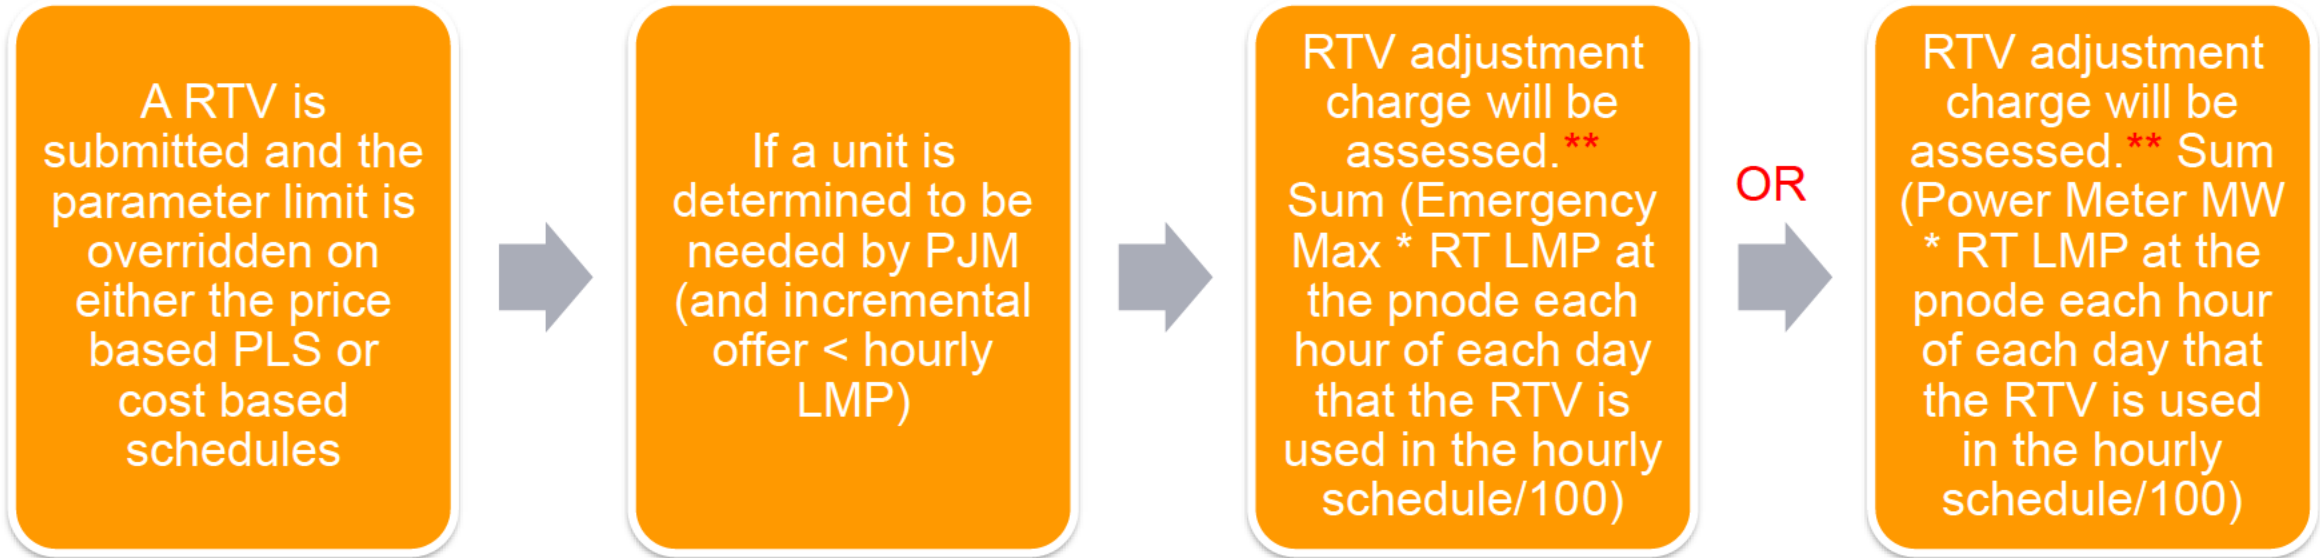 A RTV is
submitted and the
parameter limit is
overridden on
either the price
based PLS or
cost based
schedules
If a unit is
determined to be
needed by PJM
(and incremental
offer < hourly
LMP)
RTV adjustment
charge will be
assessed.**
Sum (Emergency
Max * RT LMP at
the pnode each
hour of each day
that the RTV is
used in the hourly
schedule/100)
OR
RTV adjustment
charge will be
assessed.** Sum
(Power Meter MW
* RT LMP at the
pnode each hour
of each day that
the RTV is used
in the hourly
schedule/100)